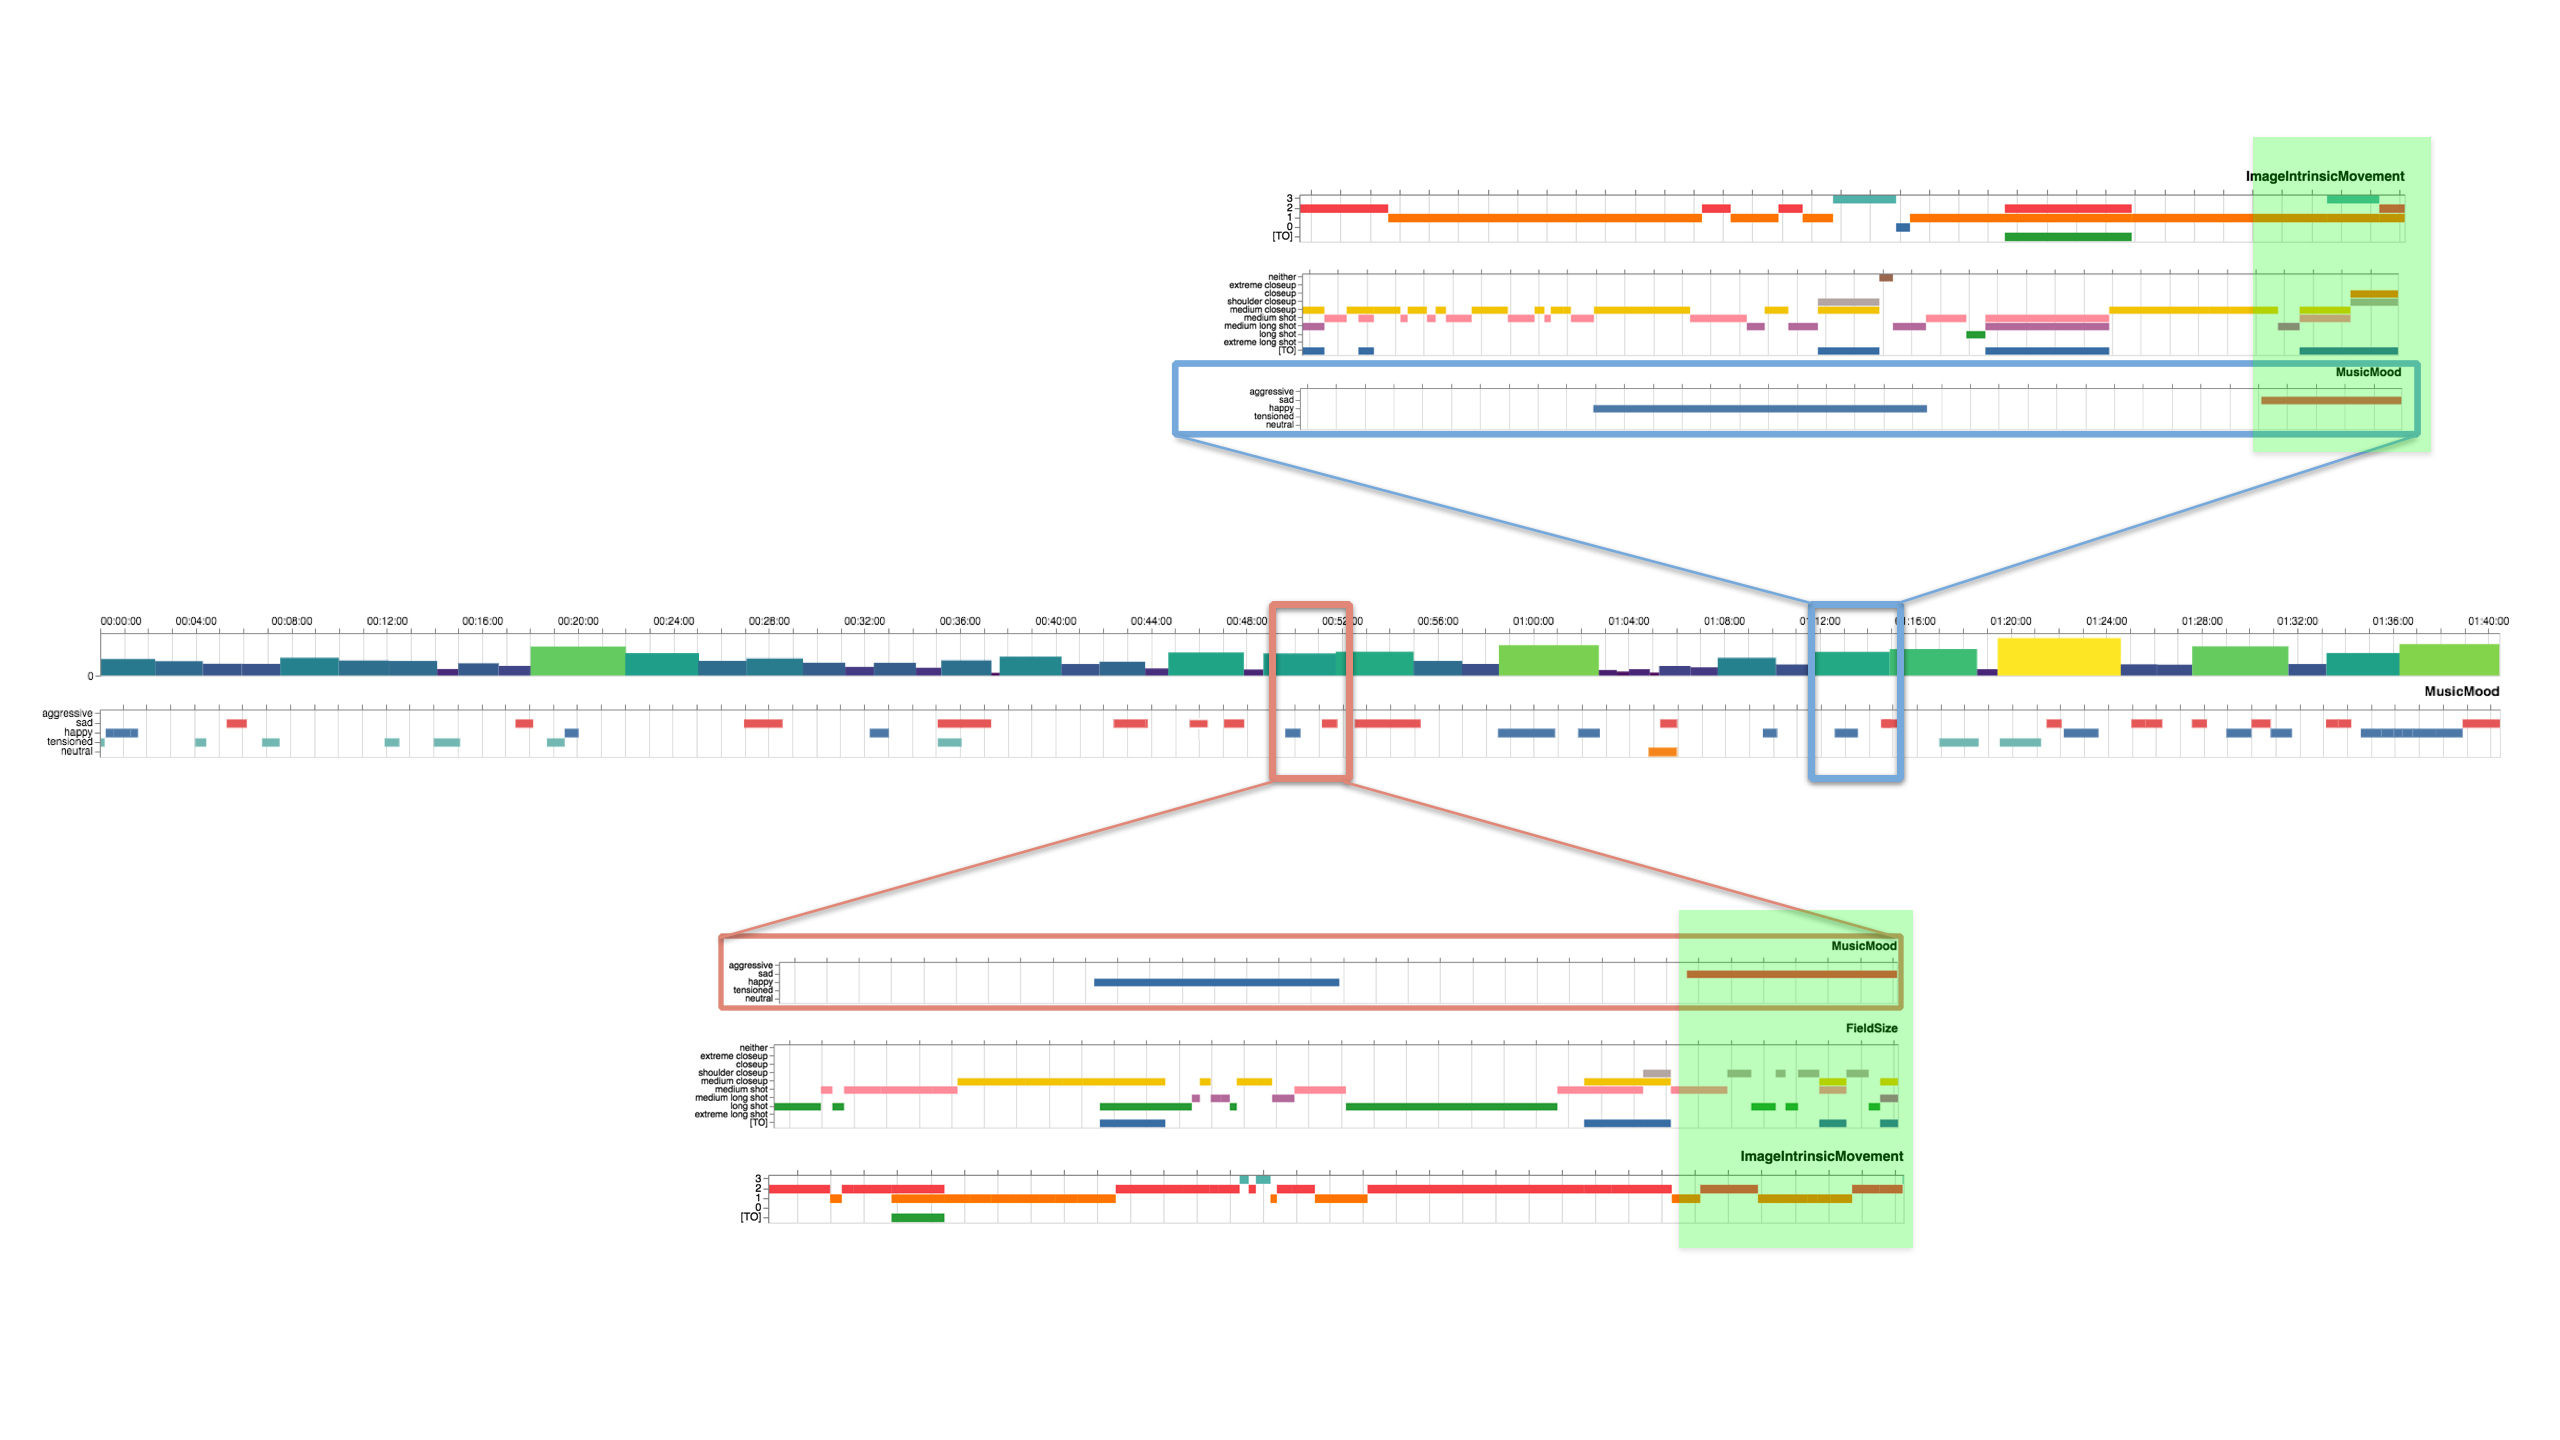 ImageIntrinsicMovement
3
2
1
0
[TO]
neither
extreme closeup
closeup
shoulder closeup
medium closeup
medium shot
medium long shot
long shot
extreme long shot
[TO]
MusicMood
aggressive
sad
happy
tensioned
neutral
00:00:00 00:04:00 00:08:00 00:12:00 00:16:00 00:20:00 00:24:00 00:28:00 00:32:00 00:36:00 00:40:00 00:44:00 00:48:00 00:52:00 00:56:00 01:00:00 01:04:00 01:08:00 01:12:00 01:16:00 01:20:00 01:24:00 01:28:00 01:32:00 01:36:00 01:40:00
0
MusicMood
aggressive
sad
happy
tensioned
neutral
MusicMood
aggressive
sad
happy
tensioned
neutral
FieldSize
neither
extreme closeup
closeup
shoulder closeup
medium closeup
medium shot
medium long shot
long shot
extreme long shot
[TO]
ImageIntrinsicMovement
3
2
1
0
[TO]